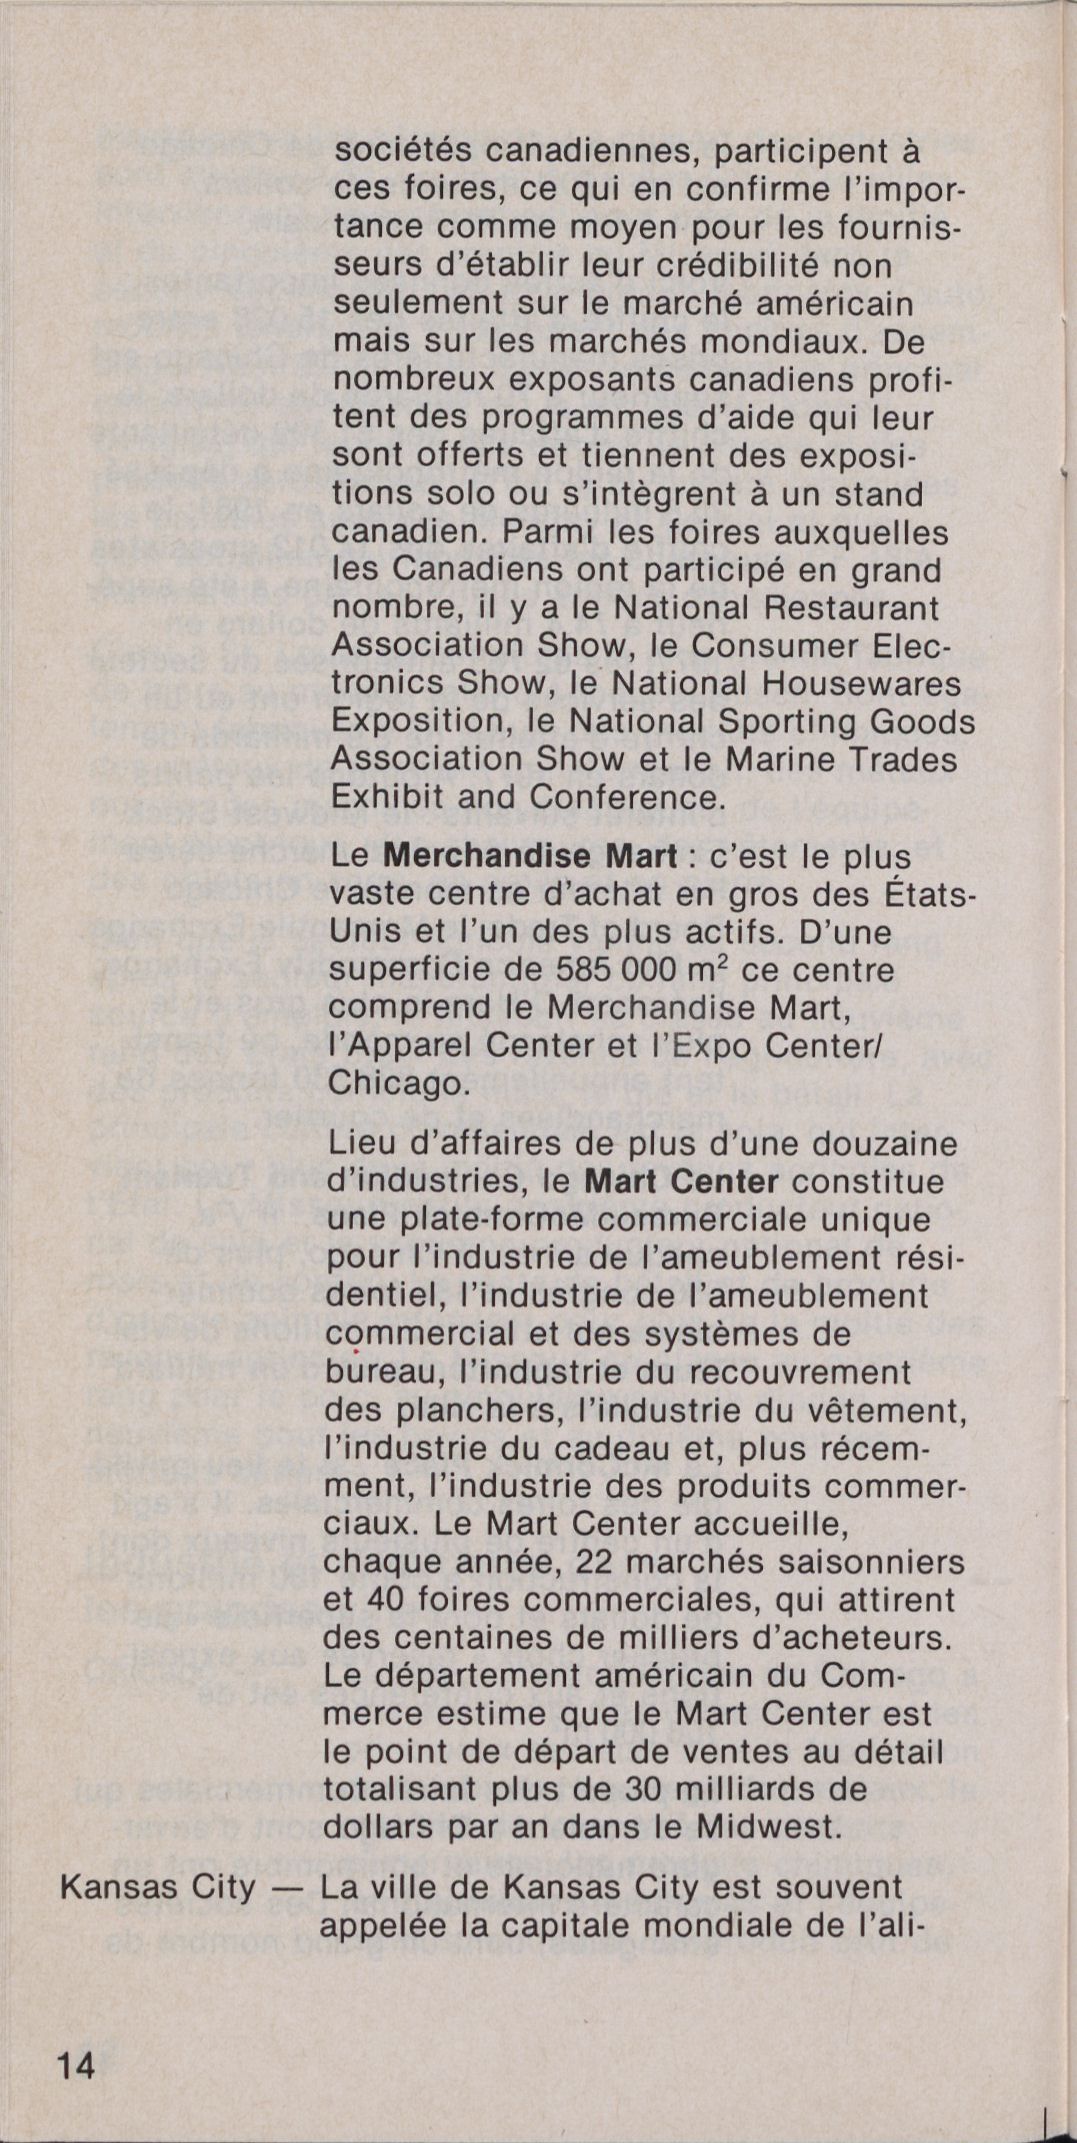 sociétés canadiennes, participent à
ces foires, ce qui en confirme l'impor-
tance comme moyen pour les fournis-
seurs d'établir leur crédibilité non
seulement sur le marché américain
mais sur les marchés mondiaux. De
nombreux exposants canadiens profi-
tent des programmes d'aide qui leur
sont offerts et tiennent des exposi-
tions solo ou s'intègrent à un stand
canadien. Parmi les foires auxquelles
les Canadiens ont participé en grand
nombre, il y a le National Restaurant
Association Show, le Consumer Elec-
tronics Show, le National Housewares
Exposition, le National Sporting Goods
Association Show et le Marine Trades
Exhibit and Conference.
Le Merchandise Mart : c'est le plus
vaste centre d'achat en gros des États-
Unis et l'un des plus actifs. D'une
superficie de 585 000 m² ce centre
comprend le Merchandise Mart,
l'Apparel Center et l'Expo Center/
Chicago.
Lieu d'affaires de plus d'une douzaine
d'industries, le Mart Center constitue
une plate-forme commerciale unique
pour l'industrie de l'ameublement rési-
dentiel, l'industrie de l'ameublement
commercial et des systèmes de
bureau, l'industrie du recouvrement
des planchers, l'industrie du vêtement,
l'industrie du cadeau et, plus récem-
ment, l'industrie des produits commer-
ciaux. Le Mart Center accueille,
chaque année, 22 marchés saisonniers
et 40 foires commerciales, qui attirent
des centaines de milliers d'acheteurs.
Le département américain du Com-
merce estime que le Mart Center est
le point de départ de ventes au détail
totalisant plus de 30 milliards de
dollars par an dans le Midwest.
Kansas City — La ville de Kansas City est souvent
appelée la capitale mondiale de l'ali-
14